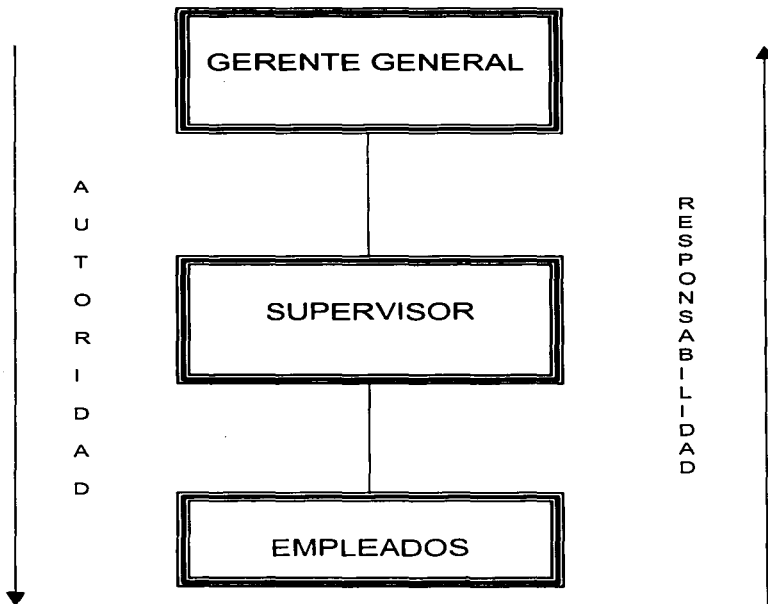 GERENTE GENERAL
AUTORIDAD
RESPONSABILIDAD
SUPERVISOR
EMPLEADOS